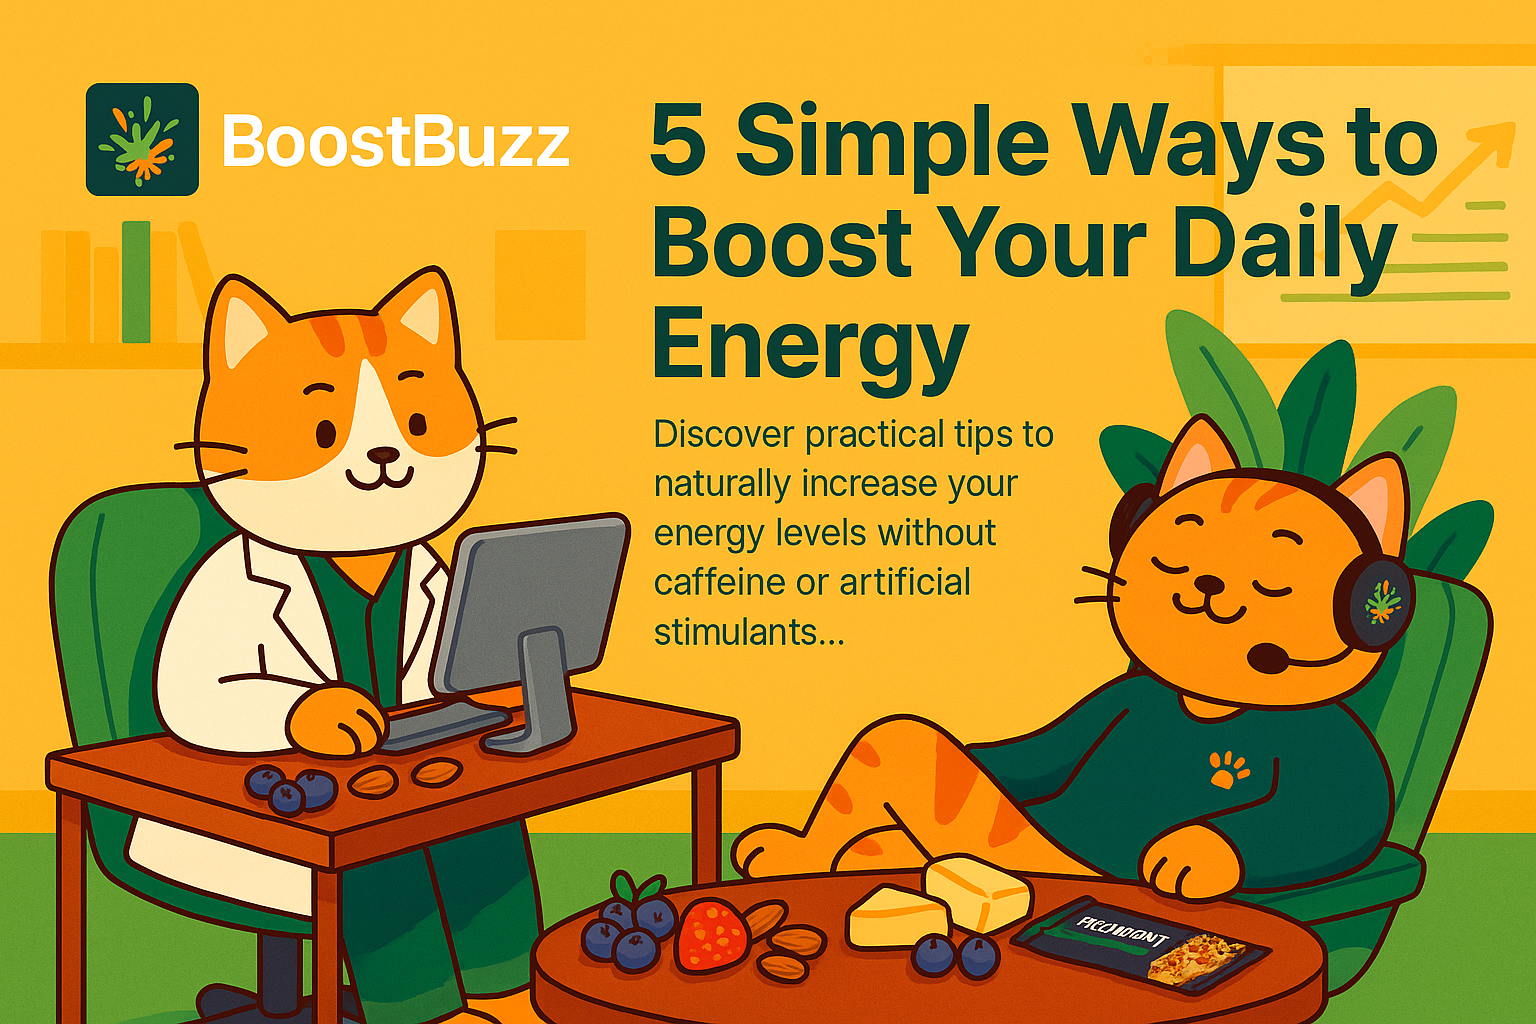 BoostBuzz
5 Simple Ways to
Boost Your Daily
Energy
Discover practical tips to
naturally increase your
energy levels without
caffeine or artificial
stimulants...